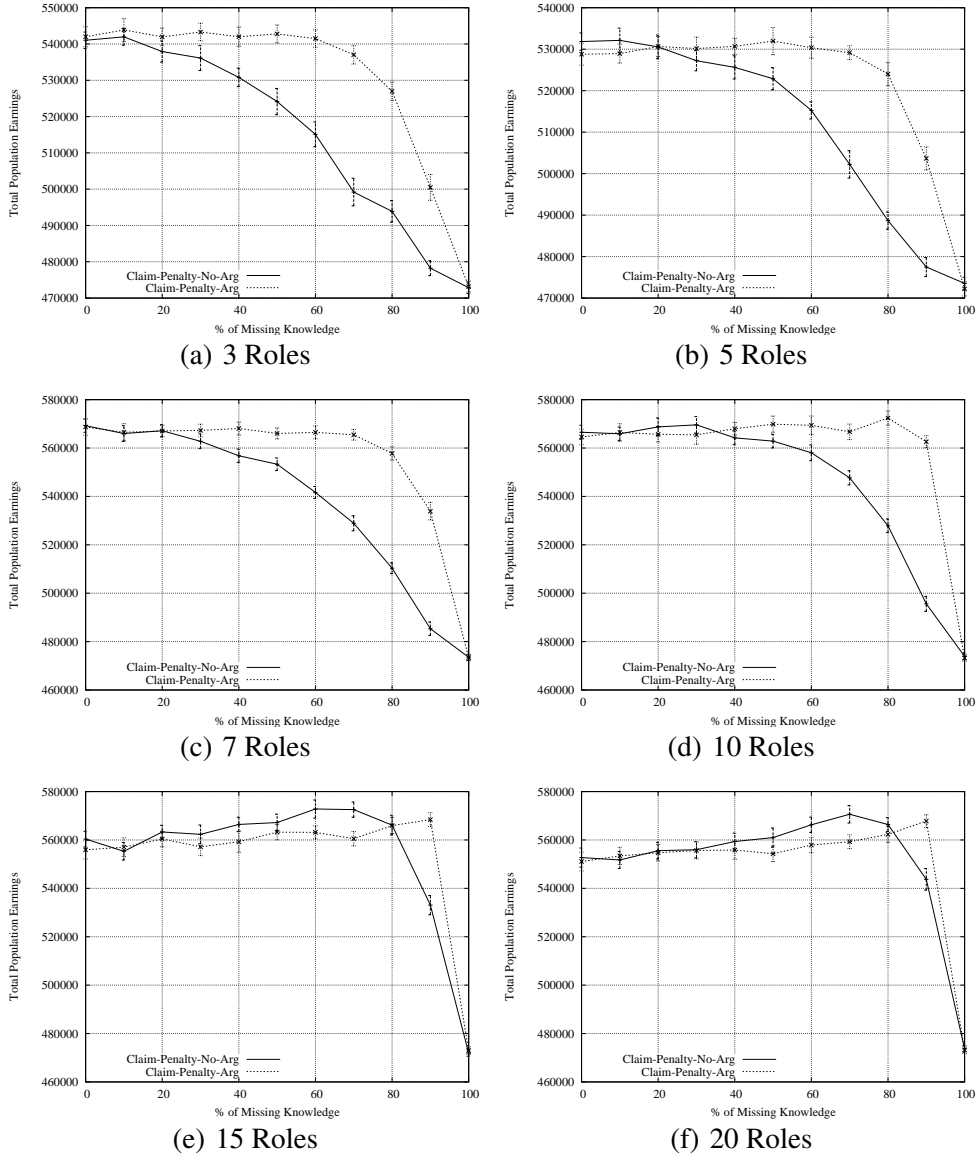 550000
540000
530000
520000
510000
500000
490000
480000
470000
Total Population Earnings
Claim-Penalty-No-Arg
Claim-Penalty-Arg
0 20 40 60 80 100
% of Missing Knowledge
(a) 3 Roles
540000
530000
520000
510000
500000
490000
480000
470000
Total Population Earnings
Claim-Penalty-No-Arg
Claim-Penalty-Arg
0 20 40 60 80 100
% of Missing Knowledge
(b) 5 Roles
580000
560000
540000
520000
500000
480000
460000
Total Population Earnings
Claim-Penalty-No-Arg
Claim-Penalty-Arg
0 20 40 60 80 100
% of Missing Knowledge
(c) 7 Roles
580000
560000
540000
520000
500000
480000
460000
Total Population Earnings
Claim-Penalty-No-Arg
Claim-Penalty-Arg
0 20 40 60 80 100
% of Missing Knowledge
(d) 10 Roles
580000
560000
540000
520000
500000
480000
460000
Total Population Earnings
Claim-Penalty-No-Arg
Claim-Penalty-Arg
0 20 40 60 80 100
% of Missing Knowledge
(e) 15 Roles
580000
560000
540000
520000
500000
480000
460000
Total Population Earnings
Claim-Penalty-No-Arg
Claim-Penalty-Arg
0 20 40 60 80 100
% of Missing Knowledge
(f) 20 Roles